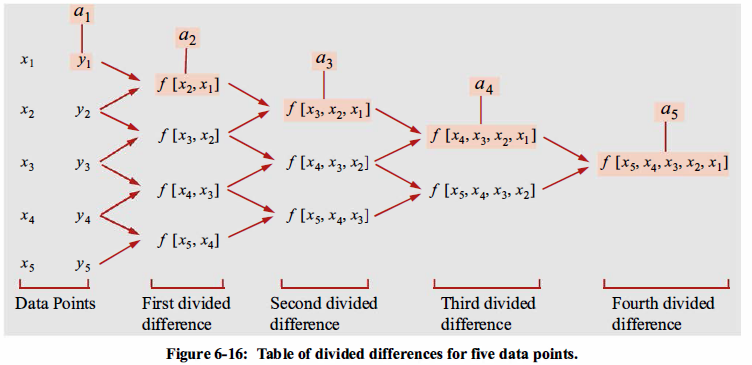 a₁
a₂
a₃
a₄
a₅
x₁ y₁
f [x₂, x₁]
x₂ y₂ f [x₃, x₂, x₁]
f [x₃, x₂] f [x₄, x₃, x₂, x₁]
x₃ y₃ f [x₄, x₃, x₂] f [x₅, x₄, x₃, x₂, x₁]
f [x₄, x₃] f [x₅, x₄, x₃, x₂]
x₄ y₄ f [x₅, x₄, x₃]
f [x₅, x₄]
x₅ y₅
Data Points First divided Second divided Third divided Fourth divided
difference difference difference difference
Figure 6-16: Table of divided differences for five data points.